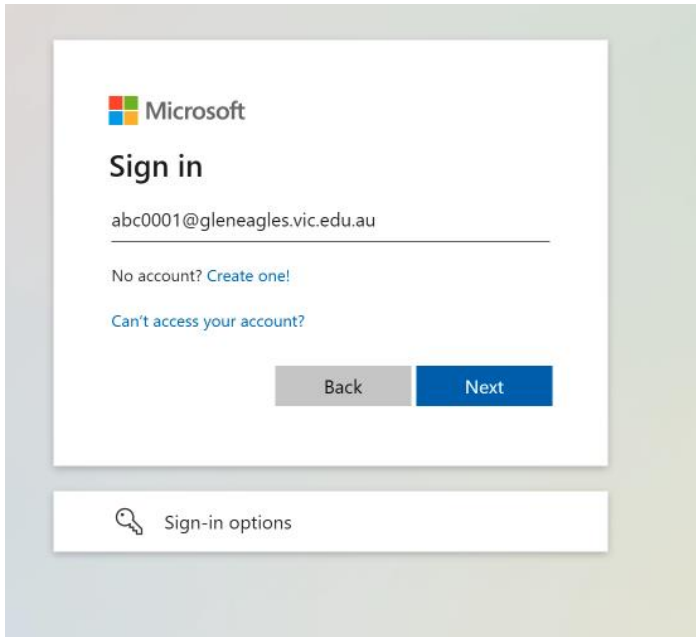 Microsoft
Sign in
abc0001@gleneagles.vic.edu.au
No account? Create one!
Can't access your account?
Back Next
Sign-in options